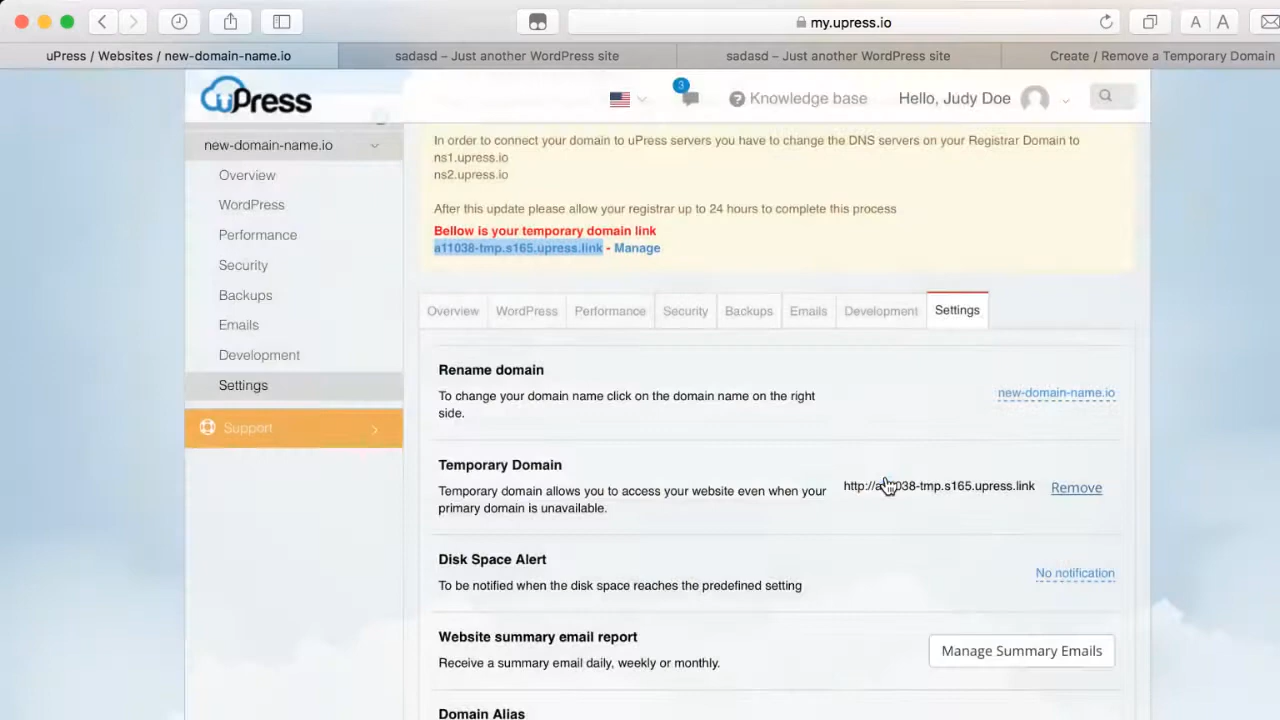 my.upress.io
A A
uPress / Websites / new-domain-name.io
sadasd – Just another WordPress site
sadasd – Just another WordPress site
Create / Remove a Temporary Domain
uPress
3
Knowledge base
Hello, Judy Doe
new-domain-name.io
Overview
WordPress
Performance
Security
Backups
Emails
Development
Settings
Support
In order to connect your domain to uPress servers you have to change the DNS servers on your Registrar Domain to
ns1.upress.io
ns2.upress.io
After this update please allow your registrar up to 24 hours to complete this process
Bellow is your temporary domain link
a11038-tmp.s165.upress.link - Manage
Overview
WordPress
Performance
Security
Backups
Emails
Development
Settings
Rename domain
To change your domain name click on the domain name on the right
side.
new-domain-name.io
Temporary Domain
Temporary domain allows you to access your website even when your
primary domain is unavailable.
http://a11038-tmp.s165.upress.link
Remove
Disk Space Alert
To be notified when the disk space reaches the predefined setting
No notification
Website summary email report
Receive a summary email daily, weekly or monthly.
Manage Summary Emails
Domain Alias